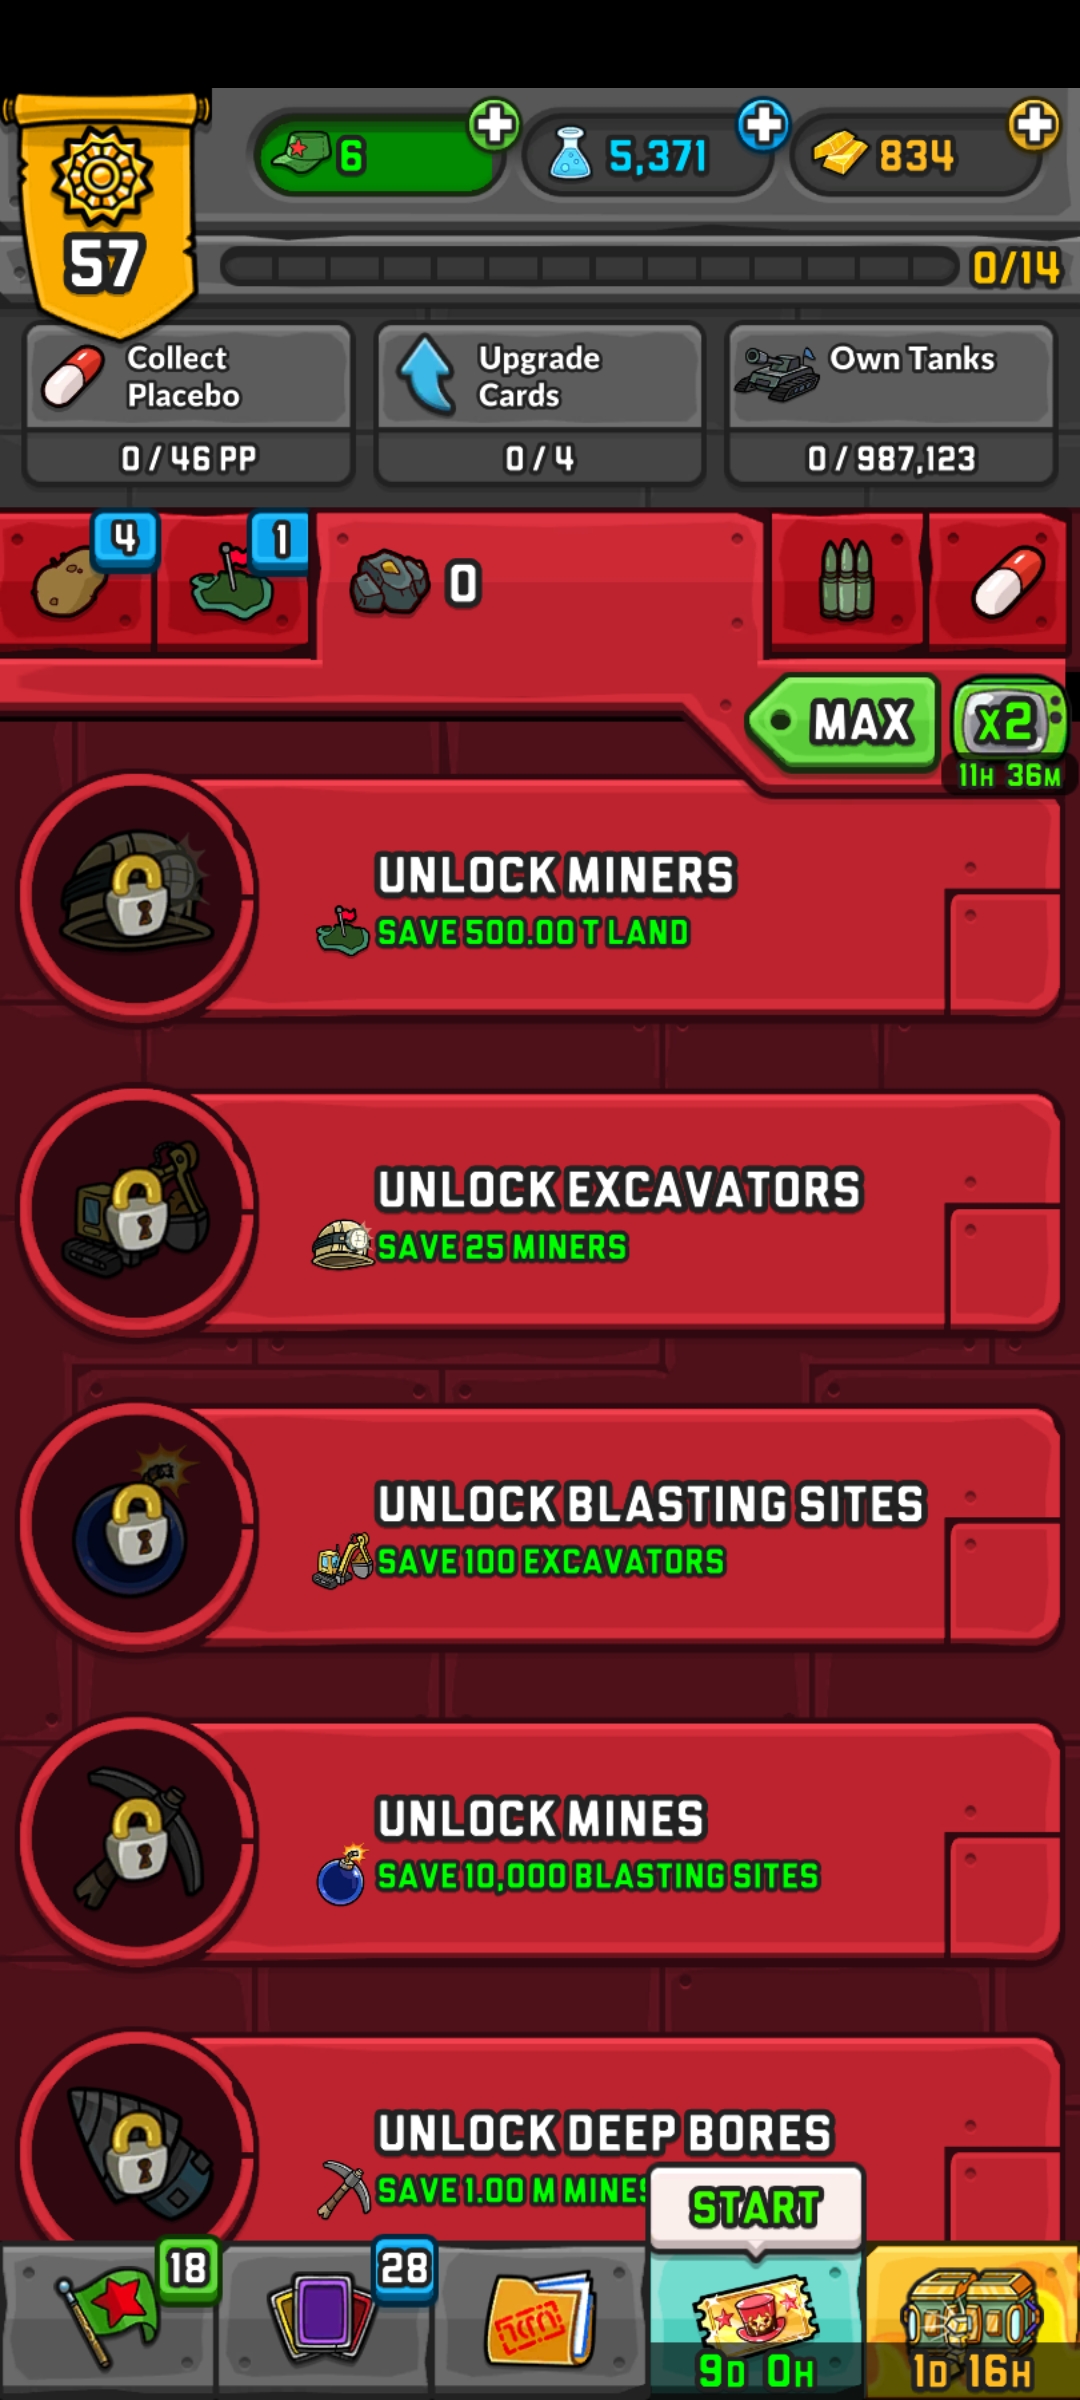 6
5,371
834
57
0/14
Collect
Placebo
0 / 46 PP
Upgrade
Cards
0 / 4
Own Tanks
0 / 987,123
4
1
0
MAX
X2
11H 36M
UNLOCK MINERS
SAVE 500.00 T LAND
UNLOCK EXCAVATORS
SAVE 25 MINERS
UNLOCK BLASTING SITES
SAVE 100 EXCAVATORS
UNLOCK MINES
SAVE 10,000 BLASTING SITES
UNLOCK DEEP BORES
SAVE 1.00 M MINES
START
18
28
9D 0H
1D 16H